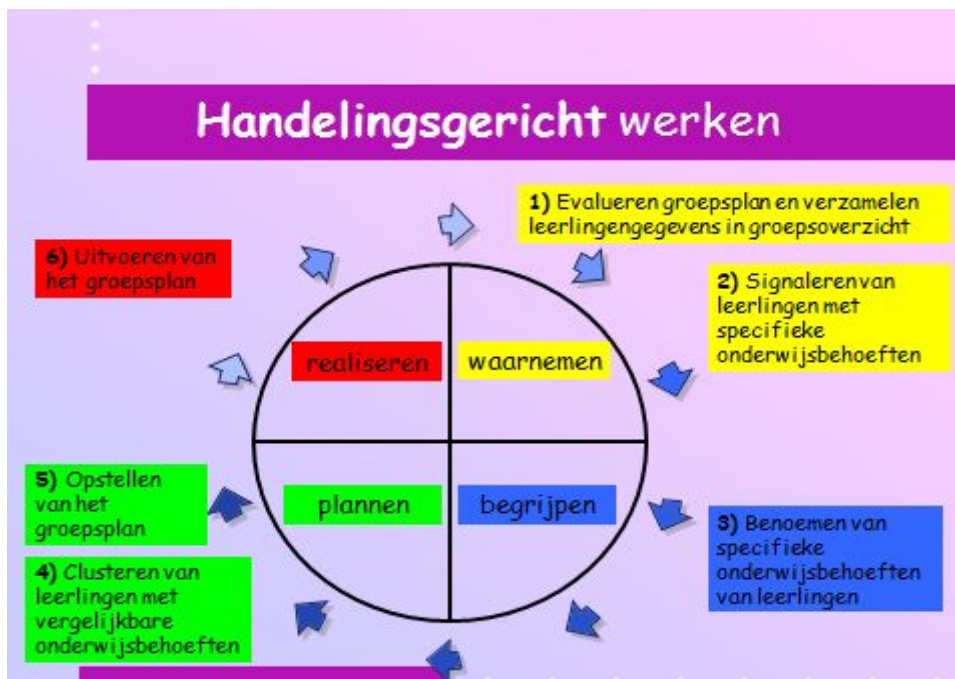 Handelingsgericht werken
1) Evalueren groepsplan en verzamelen
leerlingengegevens in groepsoverzicht
2) Signaleren van
leerlingen met
specifieke
onderwijsbehoeften
3) Benoemen van
specifieke
onderwijsbehoeften
van leerlingen
4) Clusteren van
leerlingen met
vergelijkbare
onderwijsbehoeften
5) Opstellen
van het
groepsplan
6) Uitvoeren van
het groepsplan
realiseren
waarnemen
plannen
begrijpen